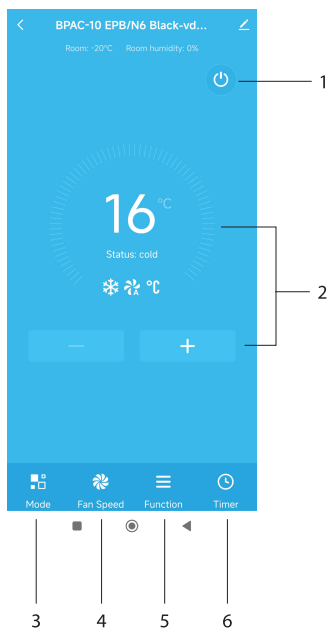 BPAC-10 EPB/N6 Black-vd...
Room: -20°C Room humidity: 0%
1
16 °C
Status: cold
A °C
2
− +
Mode Fan Speed Function Timer
3 4 5 6